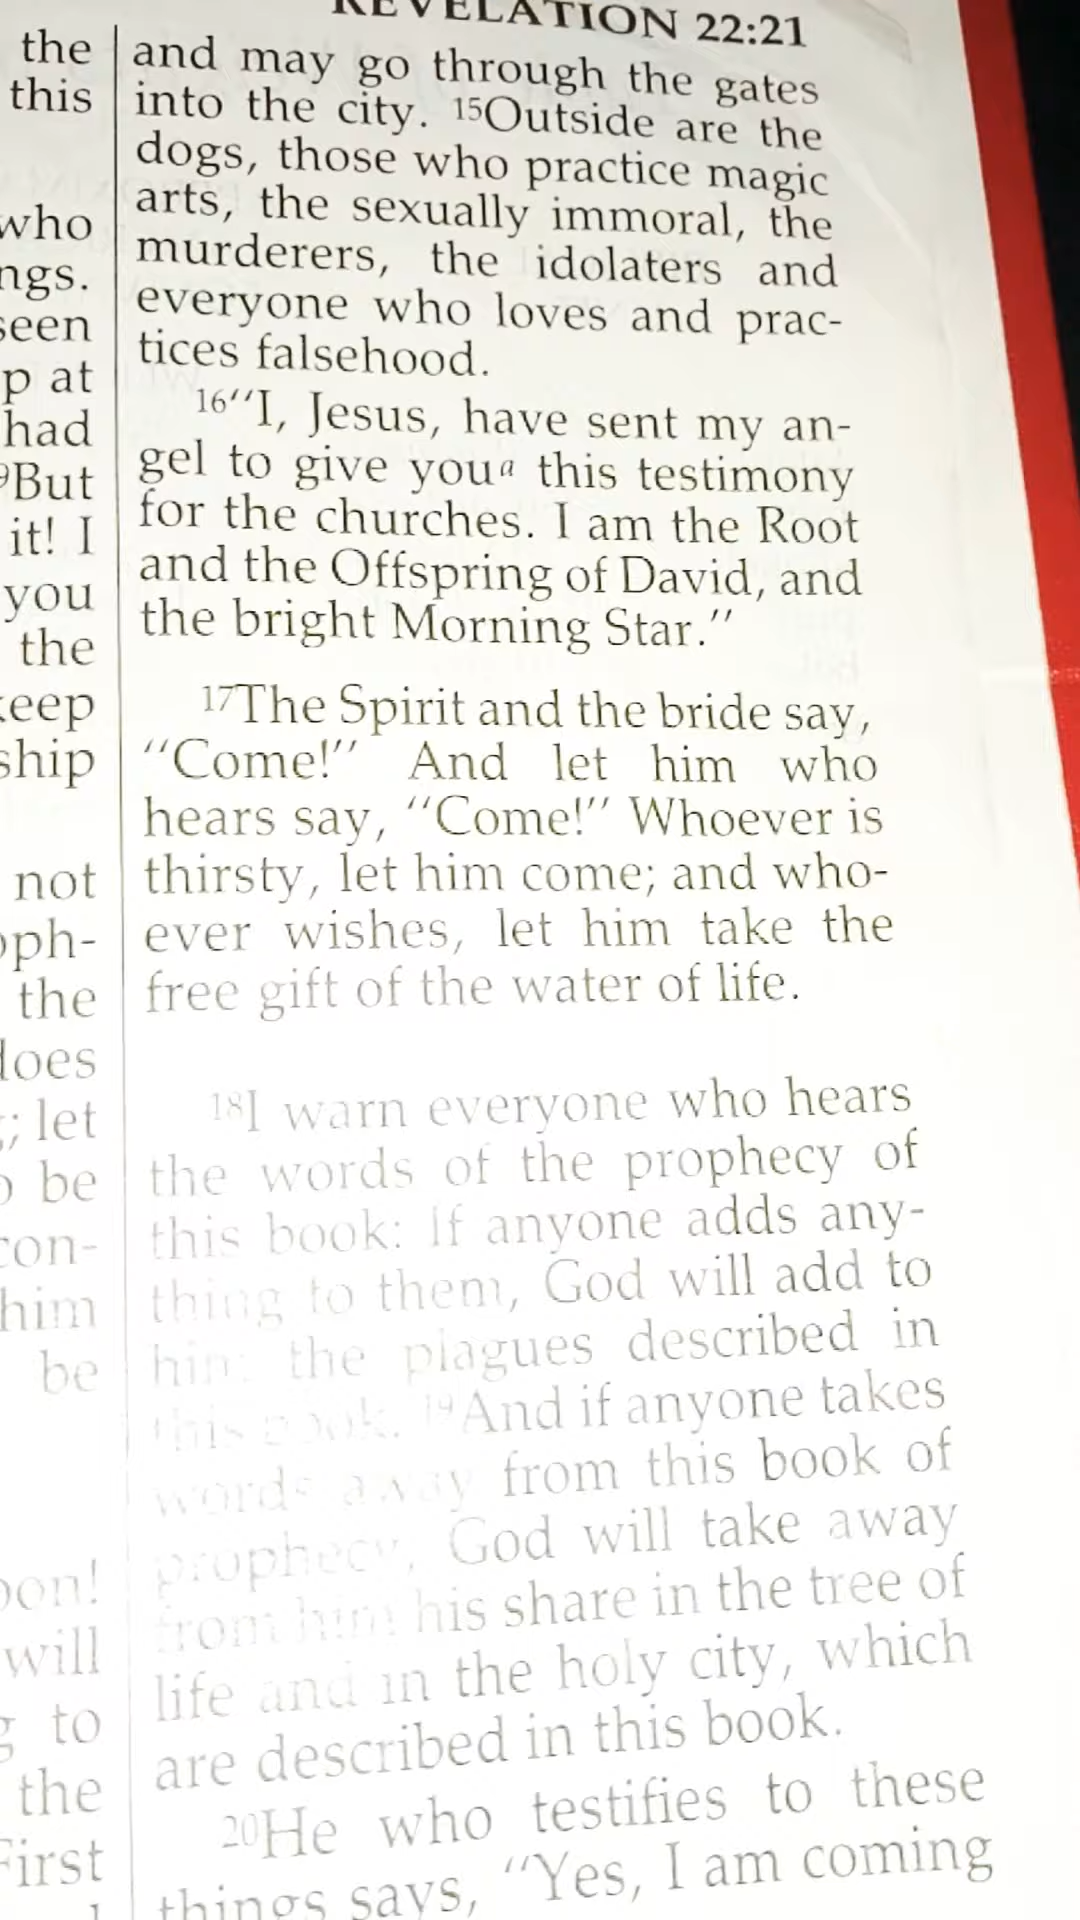 REVELATION 22:21
the
this
who
ngs.
seen
p at
had
9But
it! I
you
the
keep
ship
not
oph-
the
does
; let
o be
con-
him
be
oon!
will
g to
the
First
and may go through the gates
into the city. 15Outside are the
dogs, those who practice magic
arts, the sexually immoral, the
murderers, the idolaters and
everyone who loves and prac-
tices falsehood.
16"I, Jesus, have sent my an-
gel to give youa this testimony
for the churches. I am the Root
and the Offspring of David, and
the bright Morning Star."
17The Spirit and the bride say,
"Come!" And let him who
hears say, "Come!" Whoever is
thirsty, let him come; and who-
ever wishes, let him take the
free gift of the water of life.
18I warn everyone who hears
the words of the prophecy of
this book: If anyone adds any-
thing to them, God will add to
him the plagues described in
this book. 19And if anyone takes
words away from this book of
prophecy, God will take away
from him his share in the tree of
life and in the holy city, which
are described in this book.
20He who testifies to these
things says, "Yes, I am coming